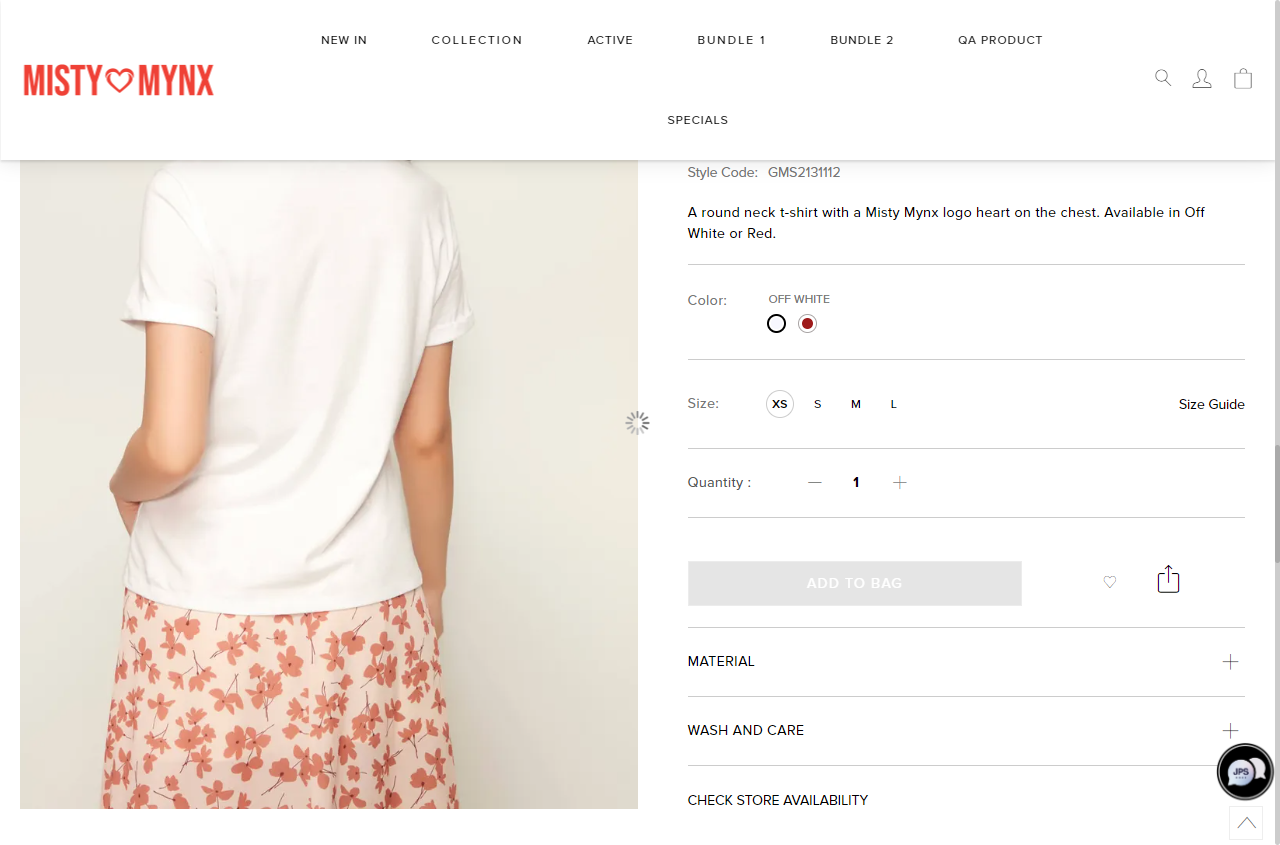 NEW IN COLLECTION ACTIVE BUNDLE 1 BUNDLE 2 QA PRODUCT
MISTY MYNX
SPECIALS
Style Code: GMS2131112
A round neck t-shirt with a Misty Mynx logo heart on the chest. Available in Off
White or Red.
Color: OFF WHITE
Size: XS S M L Size Guide
Quantity : 1
ADD TO BAG
MATERIAL
WASH AND CARE
JPS
CHECK STORE AVAILABILITY